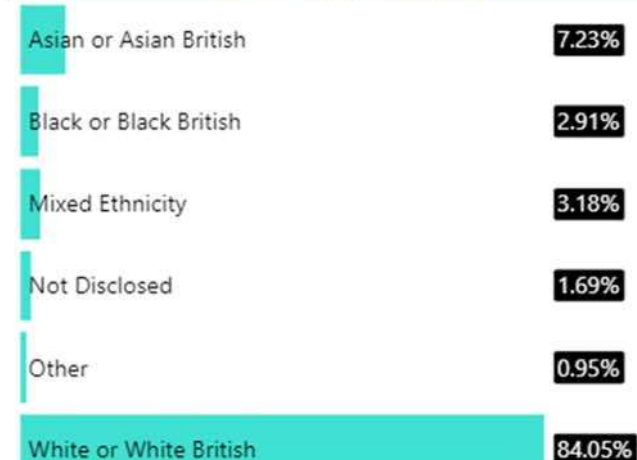 Asian or Asian British 7.23%
Black or Black British 2.91%
Mixed Ethnicity 3.18%
Not Disclosed 1.69%
Other 0.95%
White or White British 84.05%